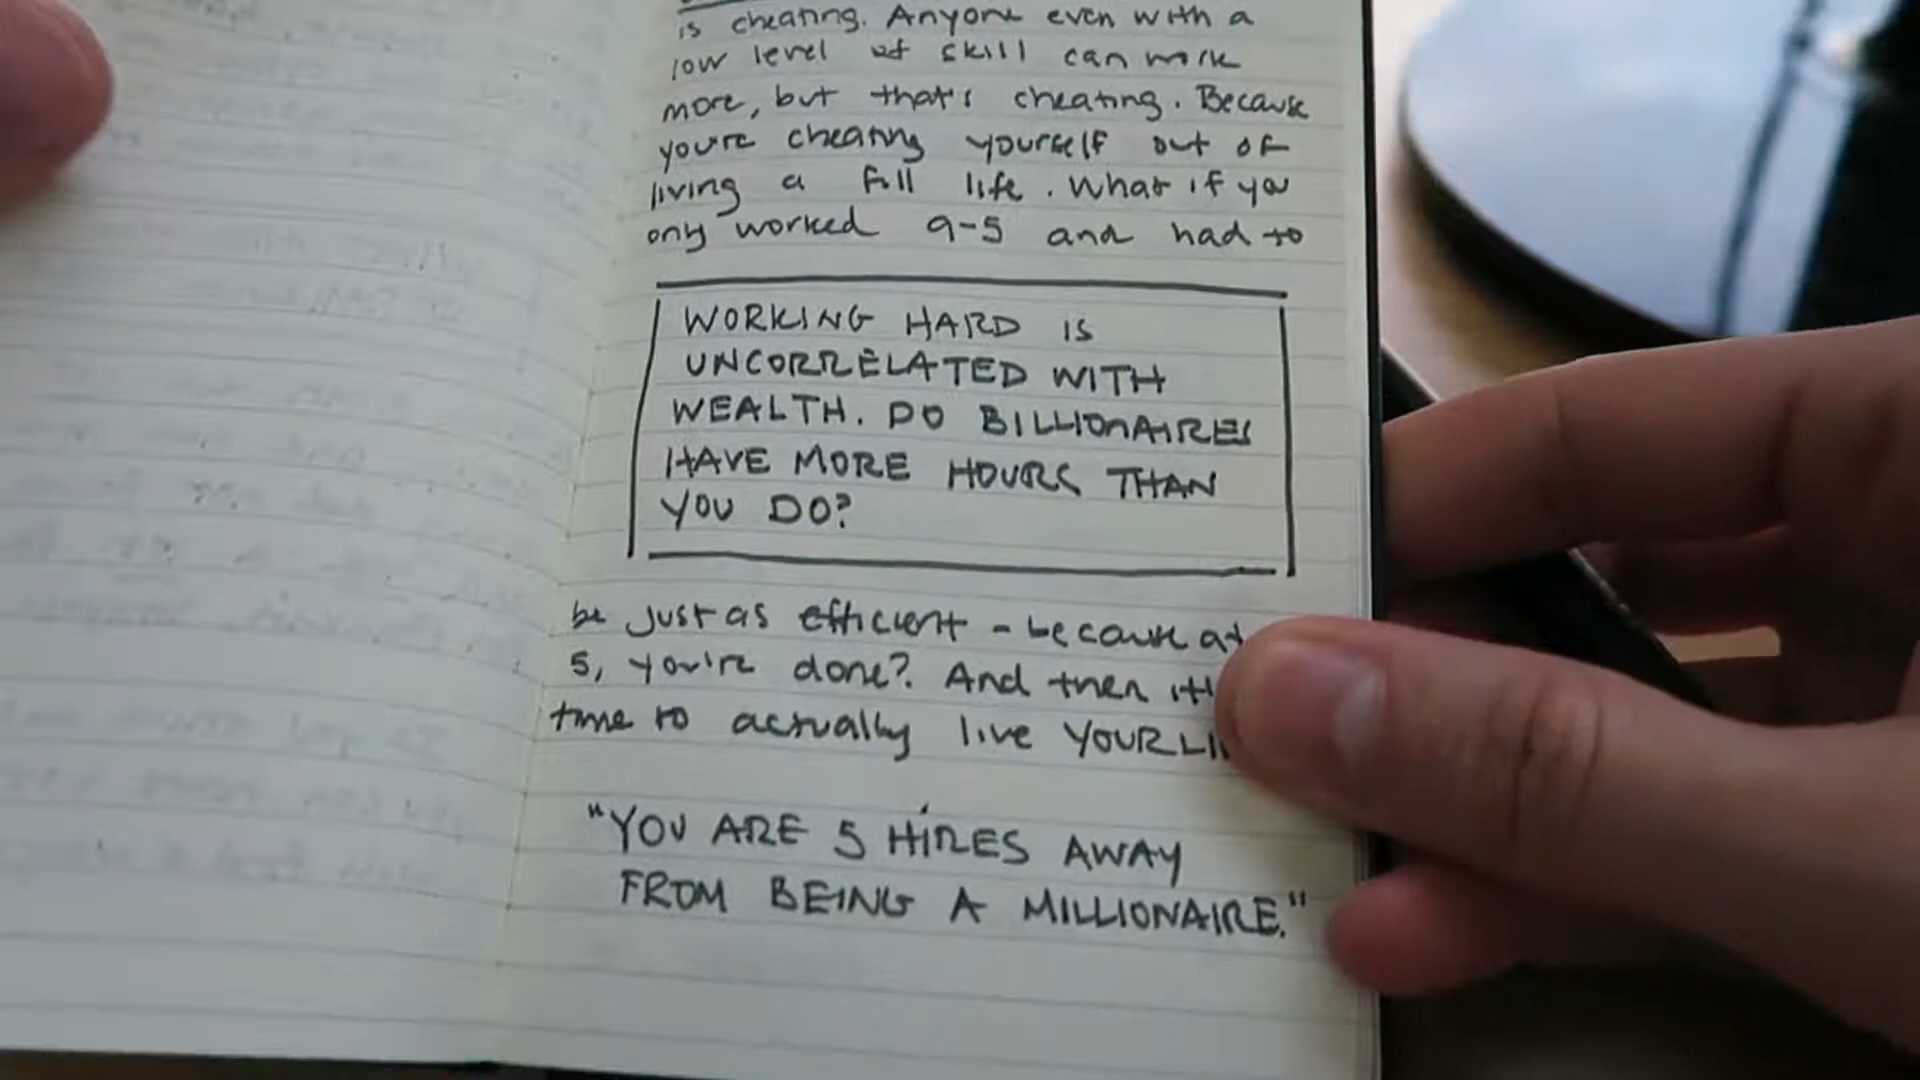 is cheating. Anyone even with a
low level of skill can work
more, but that's cheating. Because
you're cheating yourself out of
living a full life. What if you
only worked 9-5 and had to
WORKING HARD IS
UNCORRELATED WITH
WEALTH. DO BILLIONAIRES
HAVE MORE HOURS THAN
YOU DO?
be just as efficient - because at
5, you're done? And then
time to actually live YOUR
"YOU ARE 5 HIRES AWAY
FROM BEING A MILLIONAIRE."